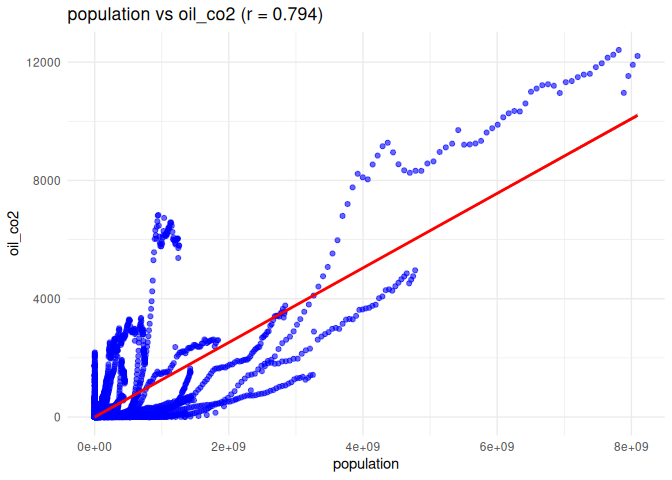 population vs oil_co2 (r = 0.794)
12000
8000
4000
0
oil_co2
0e+00 2e+09 4e+09 6e+09 8e+09
population